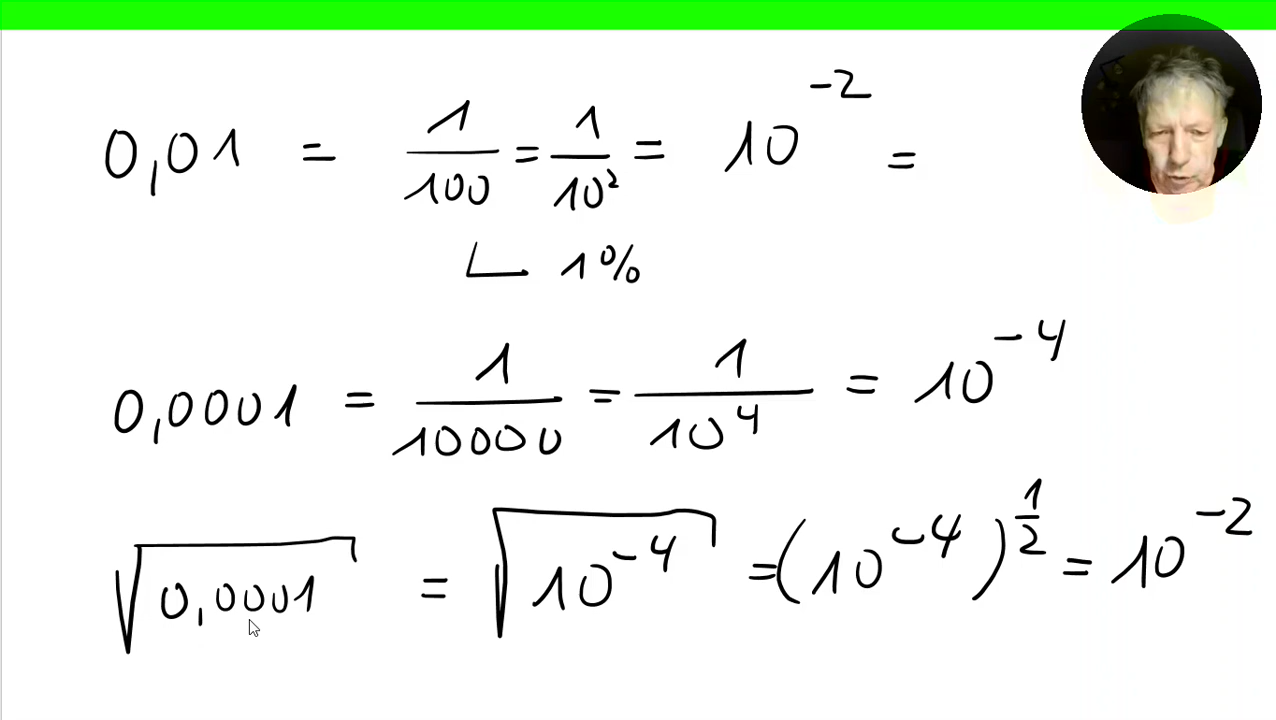 0,01 = 1/100 = 1/10² = 10⁻² =
1%
0,0001 = 1/10000 = 1/10⁴ = 10⁻⁴
√0,0001 = √10⁻⁴ = (10⁻⁴)^(1/2) = 10⁻²